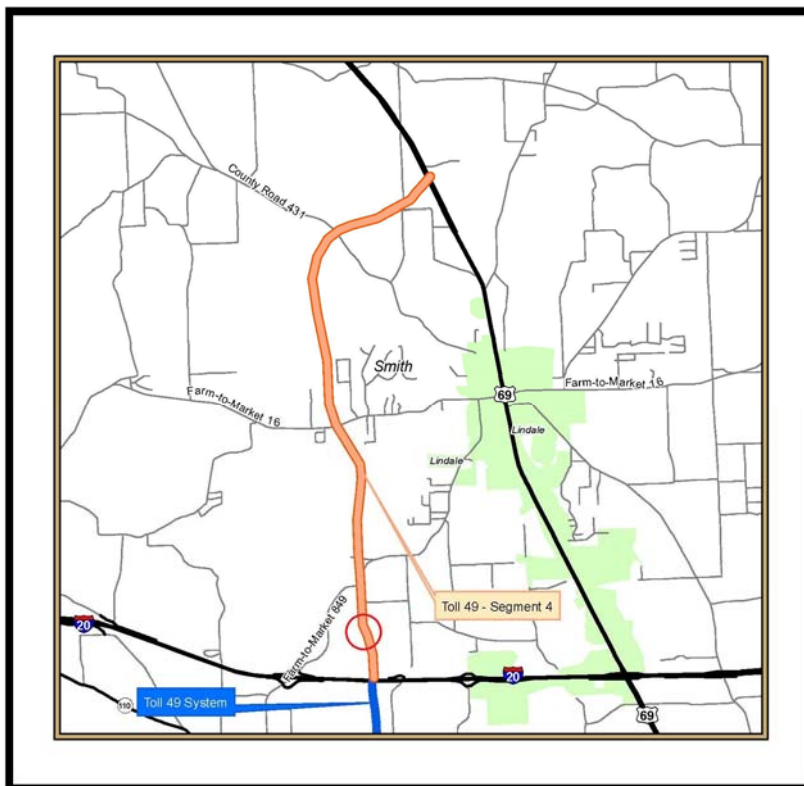 County Road 431
Smith
Farm-to-Market 16
69
Farm-to-Market 16
Lindale
Lindale
Toll 49 - Segment 4
Farm-to-Market 849
20
20
110
Toll 49 System
69